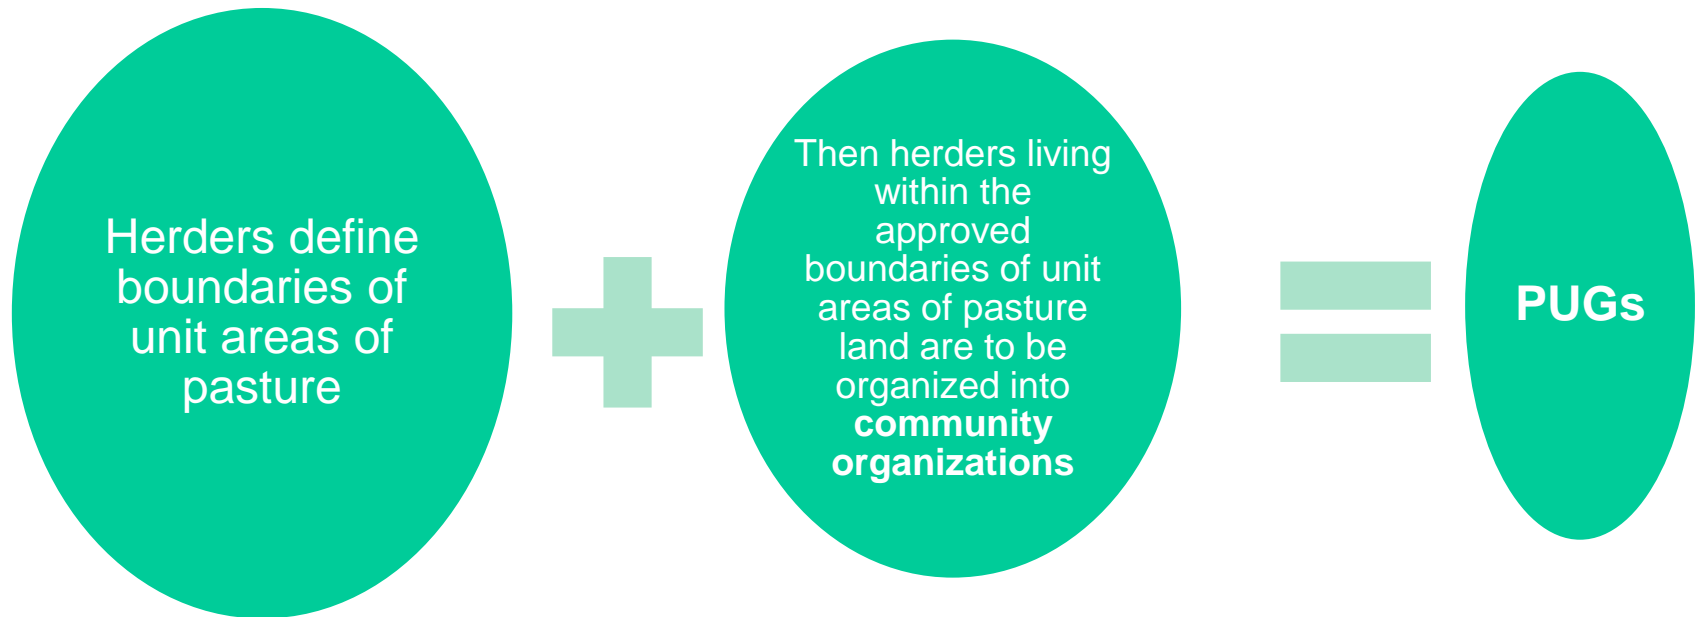 Herders define
boundaries of
unit areas of
pasture
Then herders living
within the
approved
boundaries of unit
areas of pasture
land are to be
organized into
community
organizations
PUGs